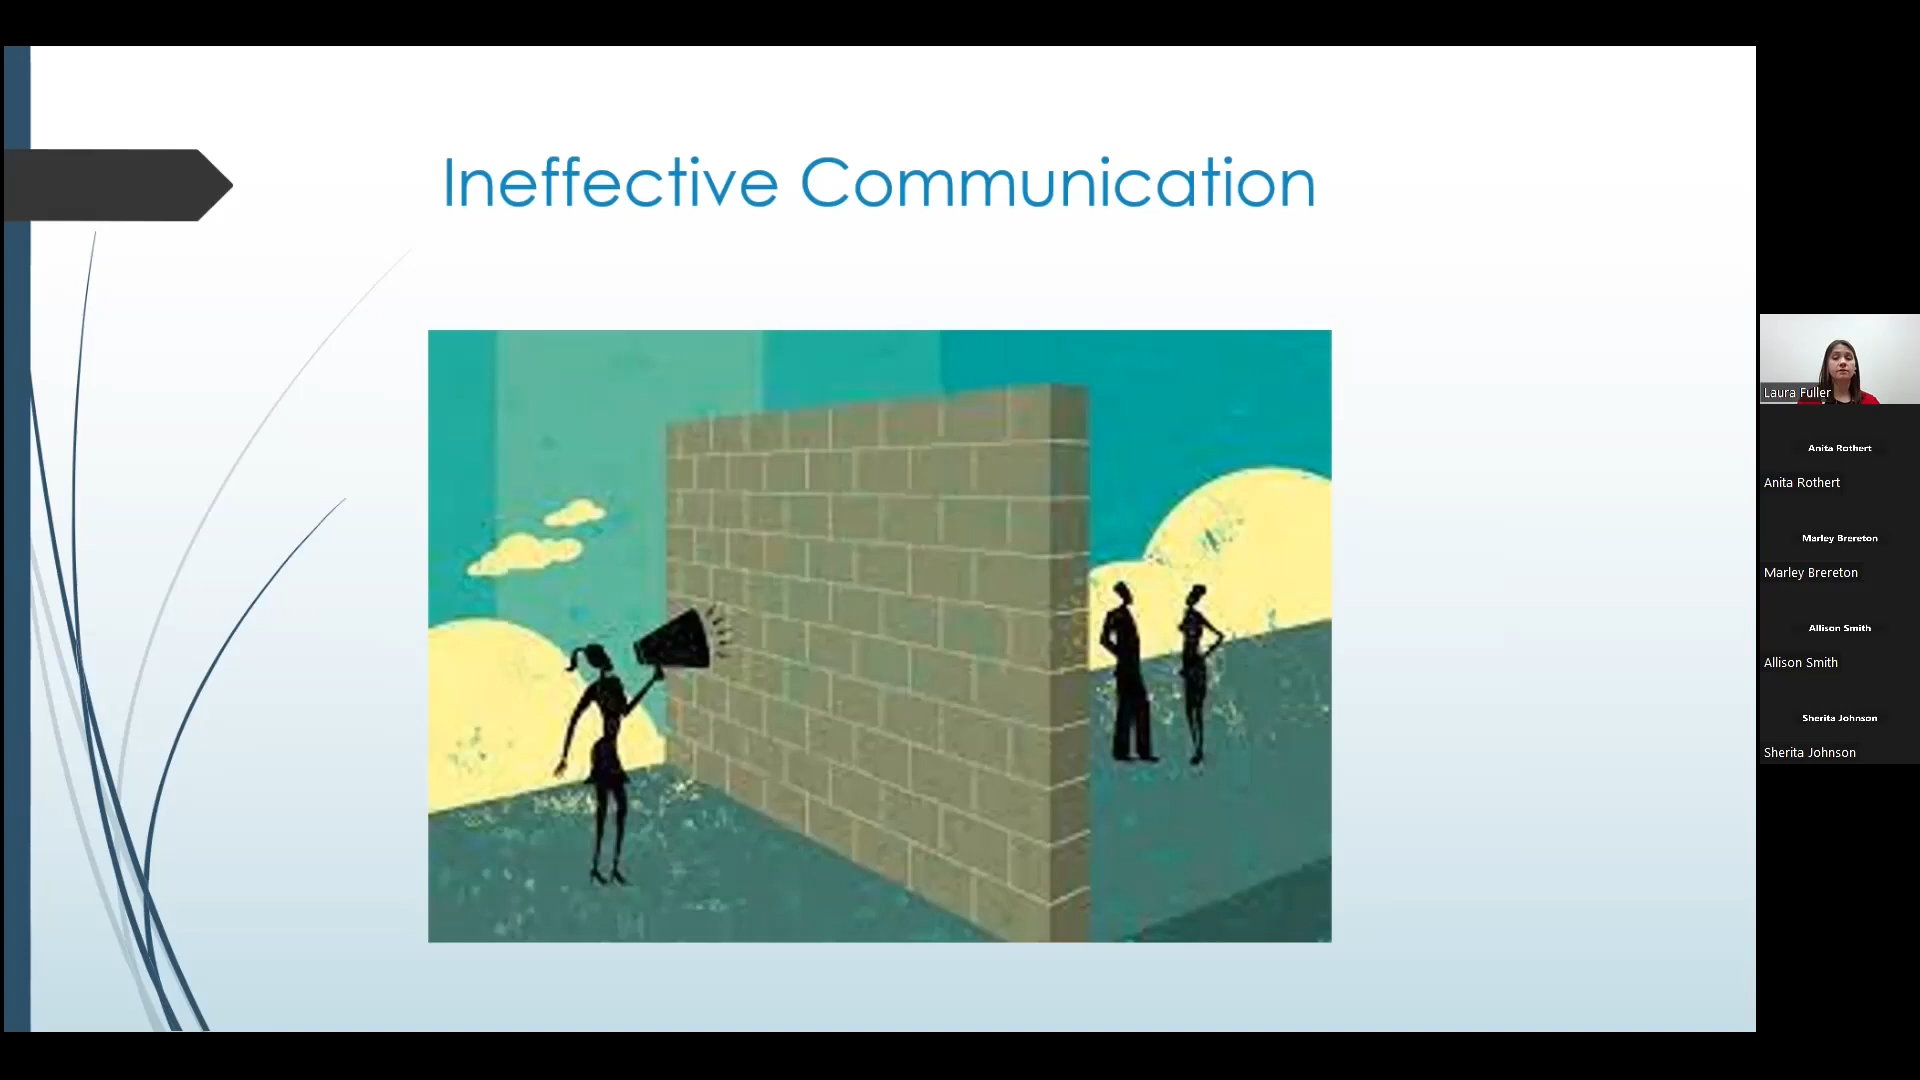 Ineffective Communication
Laura Fuller
Anita Rothert
Anita Rothert
Marley Brereton
Marley Brereton
Allison Smith
Allison Smith
Sherita Johnson
Sherita Johnson